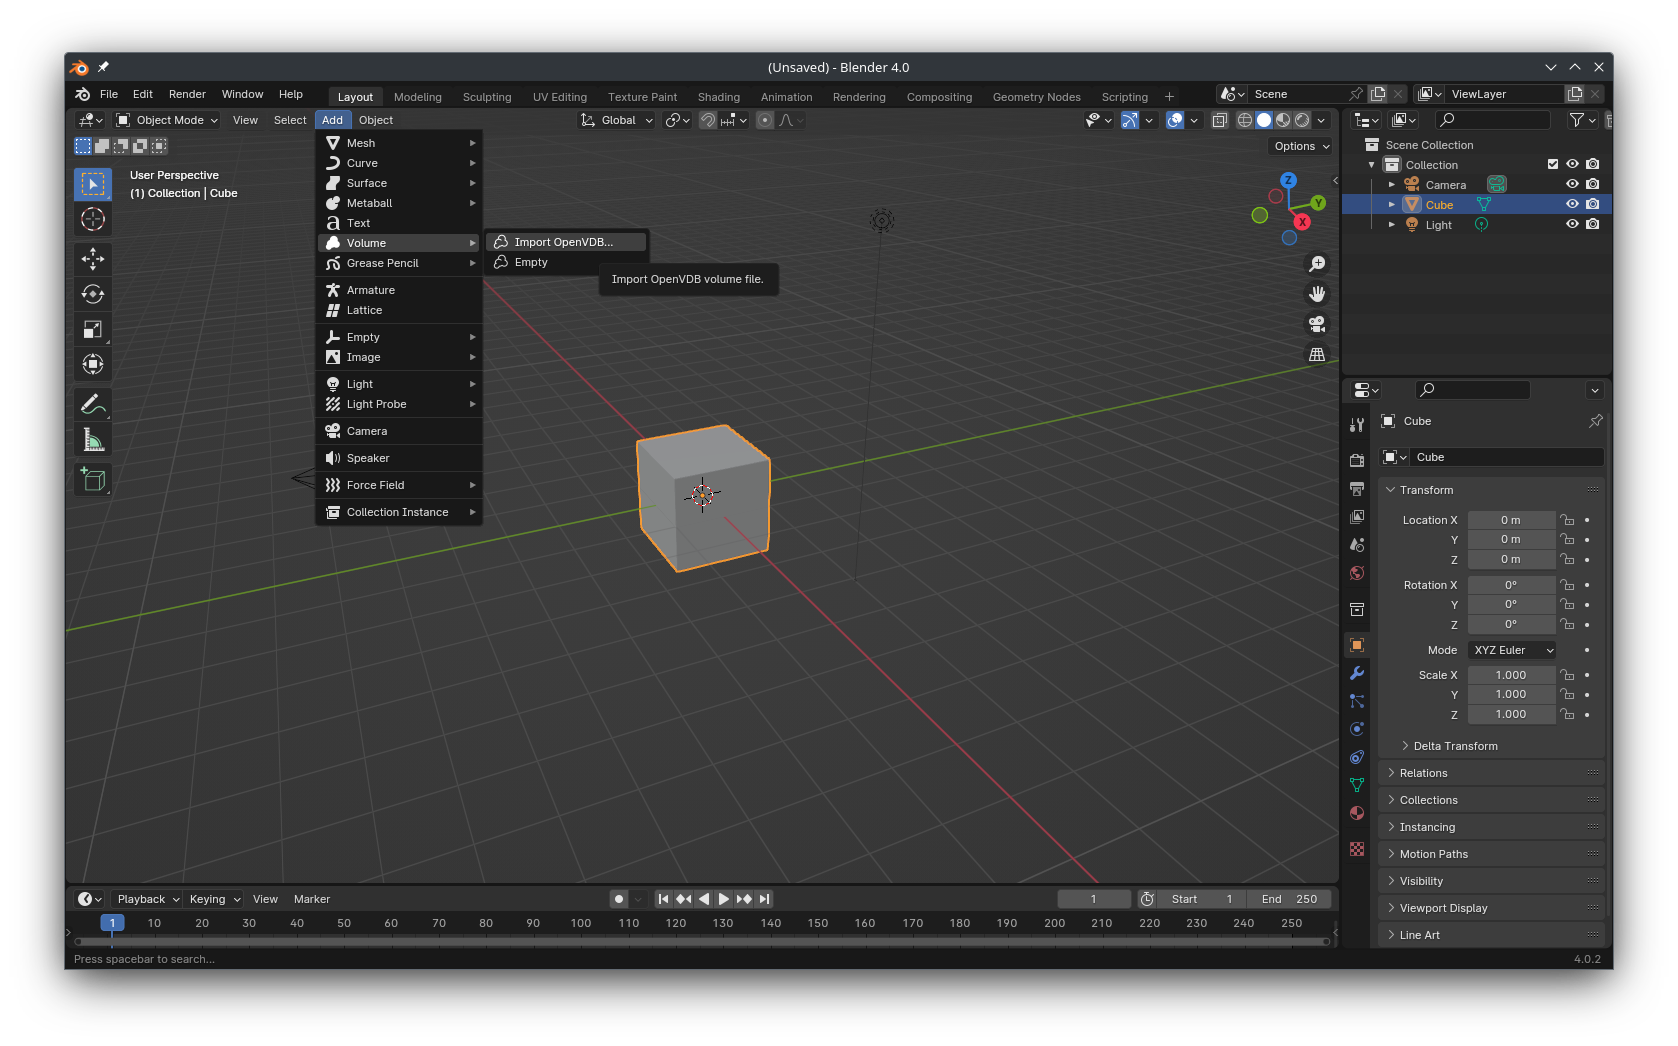 (Unsaved) - Blender 4.0
File Edit Render Window Help Layout Modeling Sculpting UV Editing Texture Paint Shading Animation Rendering Compositing Geometry Nodes Scripting + Scene ViewLayer
Object Mode View Select Add Object Global
Options
User Perspective
(1) Collection | Cube
Mesh
Curve
Surface
Metaball
Text
Volume
Grease Pencil
Armature
Lattice
Empty
Image
Light
Light Probe
Camera
Speaker
Force Field
Collection Instance
Import OpenVDB...
Empty
Import OpenVDB volume file.
Z
Y
X
Scene Collection
Collection
Camera
Cube
Light
Cube
Cube
Transform
Location X 0 m
Y 0 m
Z 0 m
Rotation X 0°
Y 0°
Z 0°
Mode XYZ Euler
Scale X 1.000
Y 1.000
Z 1.000
Delta Transform
Relations
Collections
Instancing
Motion Paths
Visibility
Viewport Display
Line Art
Playback Keying View Marker 1 Start 1 End 250
1 10 20 30 40 50 60 70 80 90 100 110 120 130 140 150 160 170 180 190 200 210 220 230 240 250
Press spacebar to search... 4.0.2